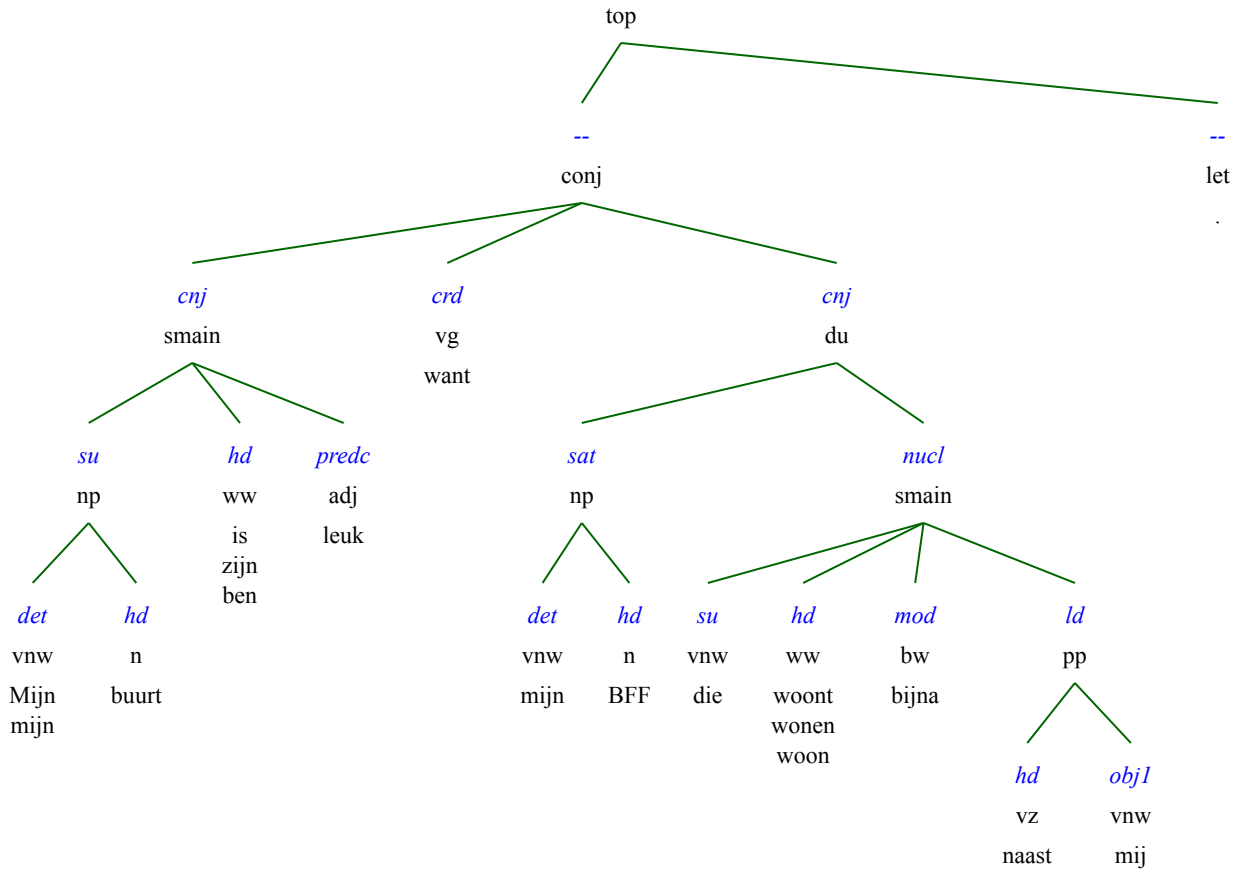 top
-- --
conj let
.
cnj crd cnj
smain vg du
want
su hd predc sat nucl
np ww adj np smain
is leuk
zijn
ben
det hd det hd su hd mod ld
vnw n vnw n vnw ww bw pp
Mijn buurt mijn BFF die woont bijna
mijn wonen
woon
hd obj1
vz vnw
naast mij